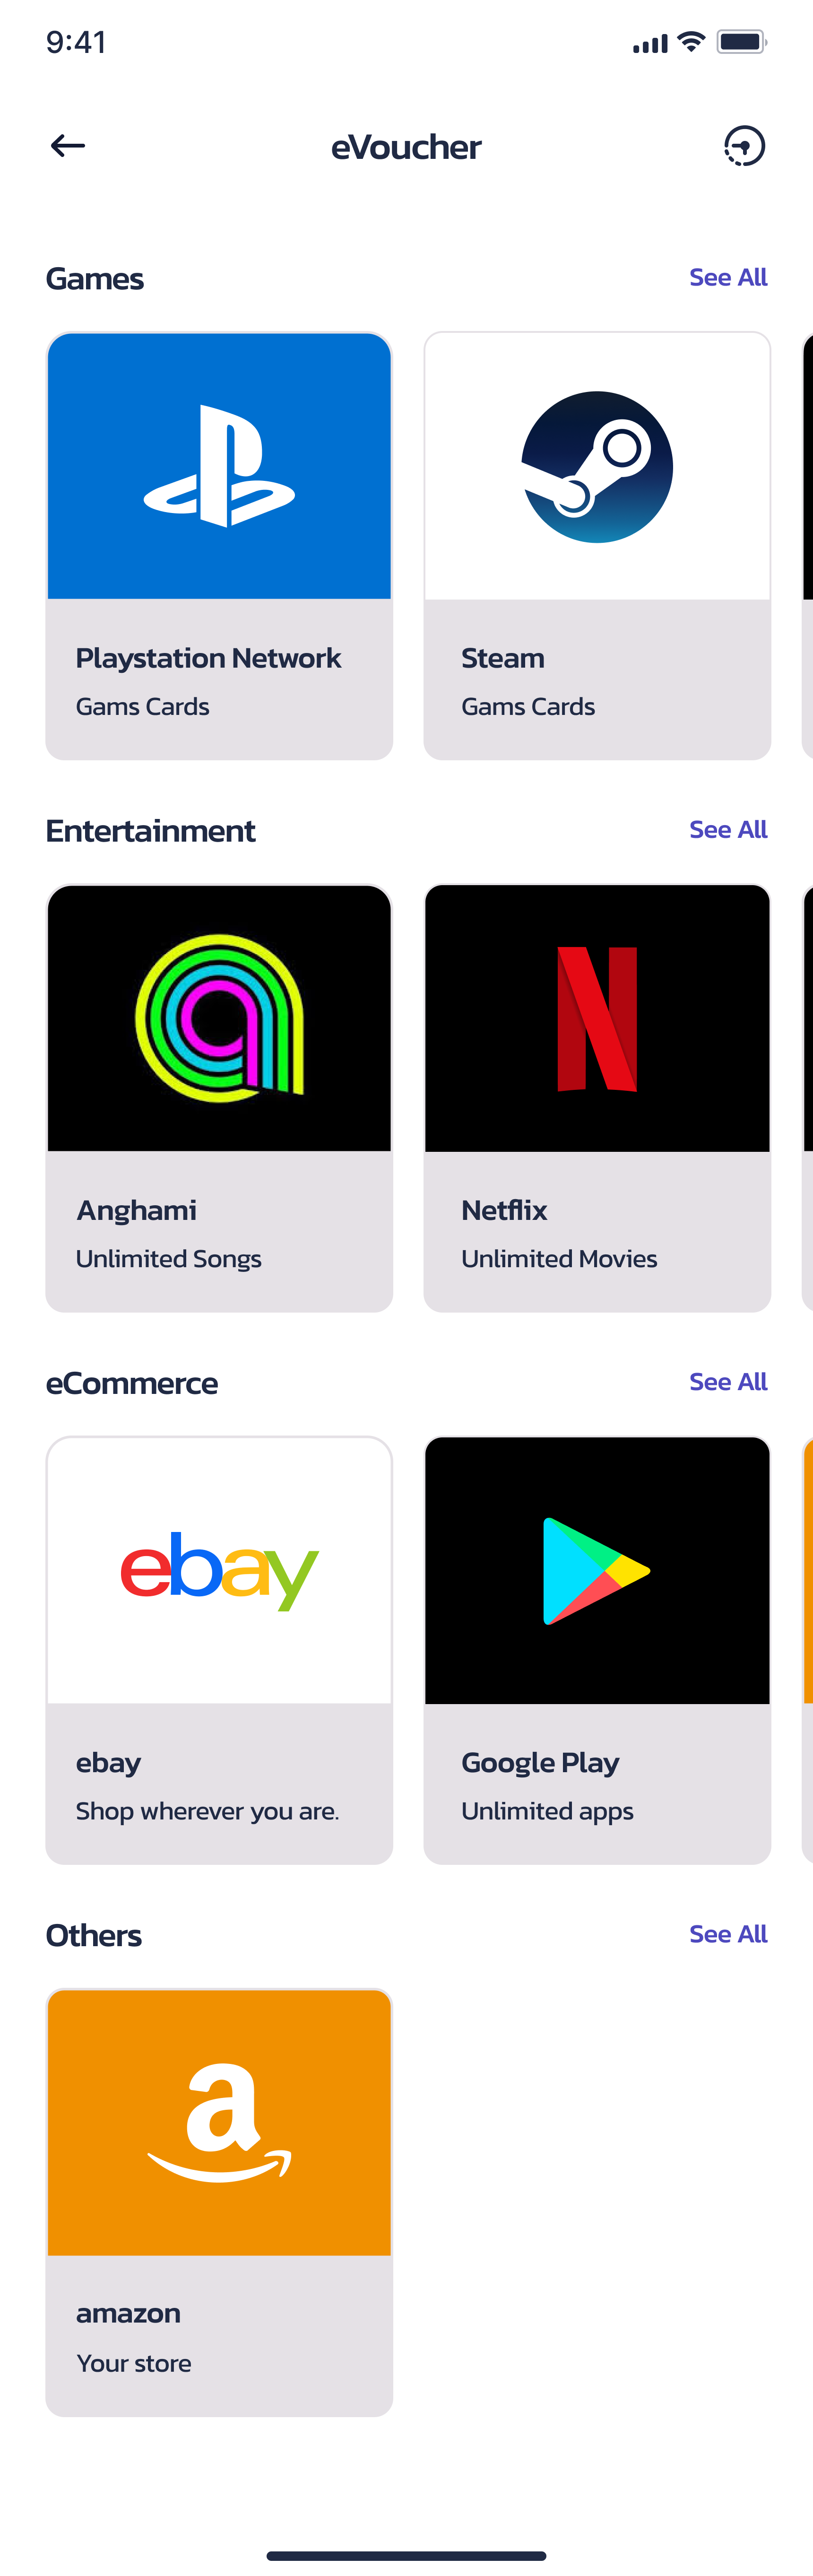 9:41
eVoucher
Games
See All
Playstation Network
Gams Cards
Steam
Gams Cards
Entertainment
See All
Anghami
Unlimited Songs
Netflix
Unlimited Movies
eCommerce
See All
ebay
ebay
Shop wherever you are.
Google Play
Unlimited apps
Others
See All
a
amazon
Your store